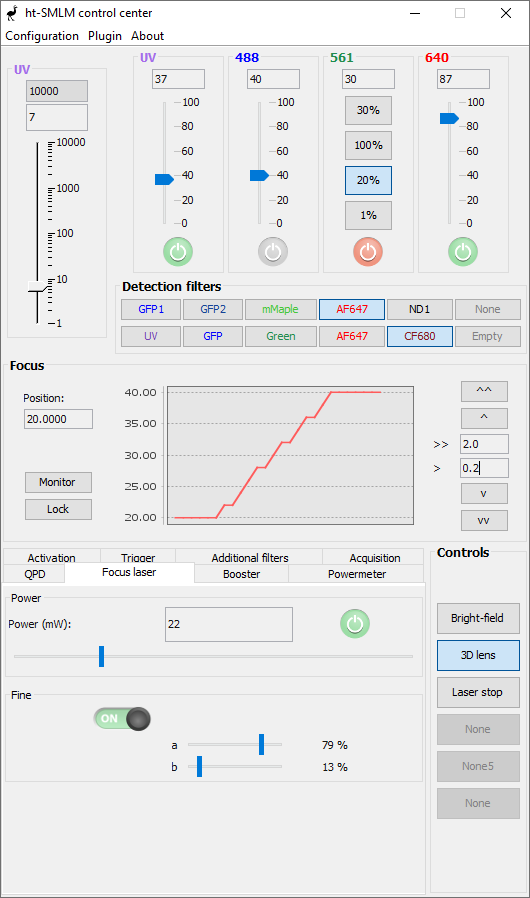 ht-SMLM control center
Configuration Plugin About
UV
10000
7
10000
1000
100
10
1
UV 488 561 640
37 40 30 87
100 100 30% 100
80 80 100% 80
60 60 60
40 40 20% 40
20 20 20
0 0 1% 0
Detection filters
GFP1 GFP2 mMaple AF647 ND1 None
UV GFP Green AF647 CF680 Empty
Focus
Position:
20.0000
Monitor
Lock
40.00
35.00
30.00
25.00
20.00
^^
^
>> 2.0
> 0.2
v
vv
Activation Trigger Additional filters Acquisition
QPD Focus laser Booster Powermeter
Power
Power (mW): 22
Fine
ON
a 79 %
b 13 %
Controls
Bright-field
3D lens
Laser stop
None
None5
None